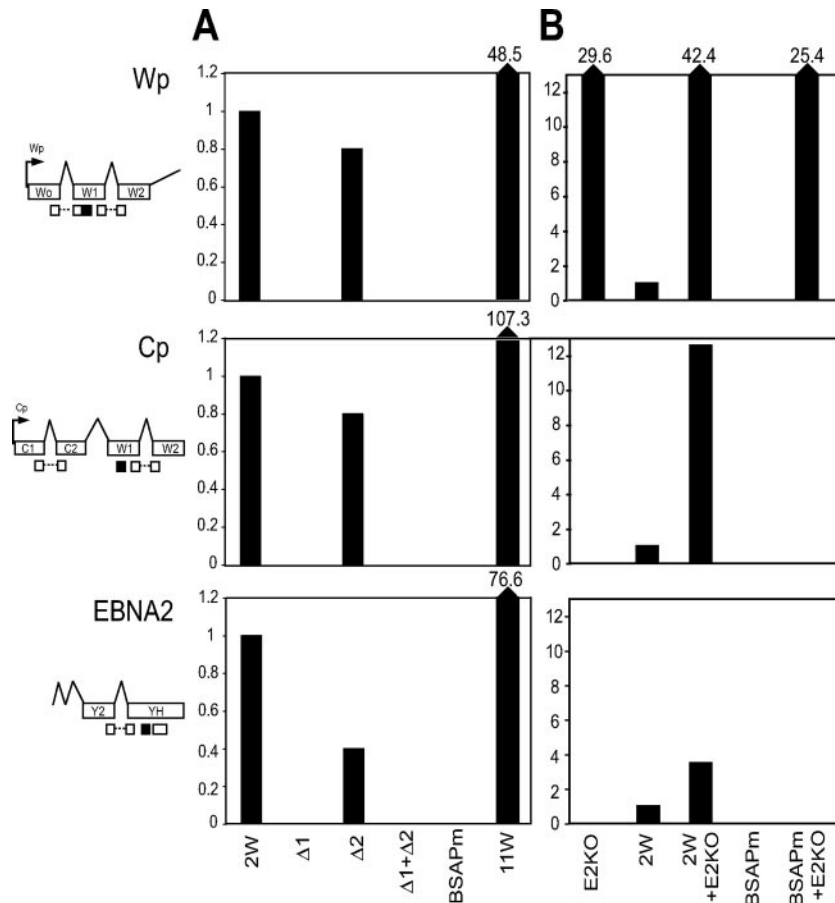 A
B
Wp
48.5
29.6 42.4 25.4
1.2
1
0.8
0.6
0.4
0.2
0
12
10
8
6
4
2
0
Wp
Wo W1 W2
Cp
107.3
1.2
1
0.8
0.6
0.4
0.2
0
12
10
8
6
4
2
0
Cp
C1 C2 W1 W2
EBNA2
76.6
1.2
1
0.8
0.6
0.4
0.2
0
12
10
8
6
4
2
0
Y2 YH
2W
Δ1
Δ2
Δ1+Δ2
BSAPm
11W
E2KO
2W
2W
+E2KO
BSAPm
BSAPm
+E2KO